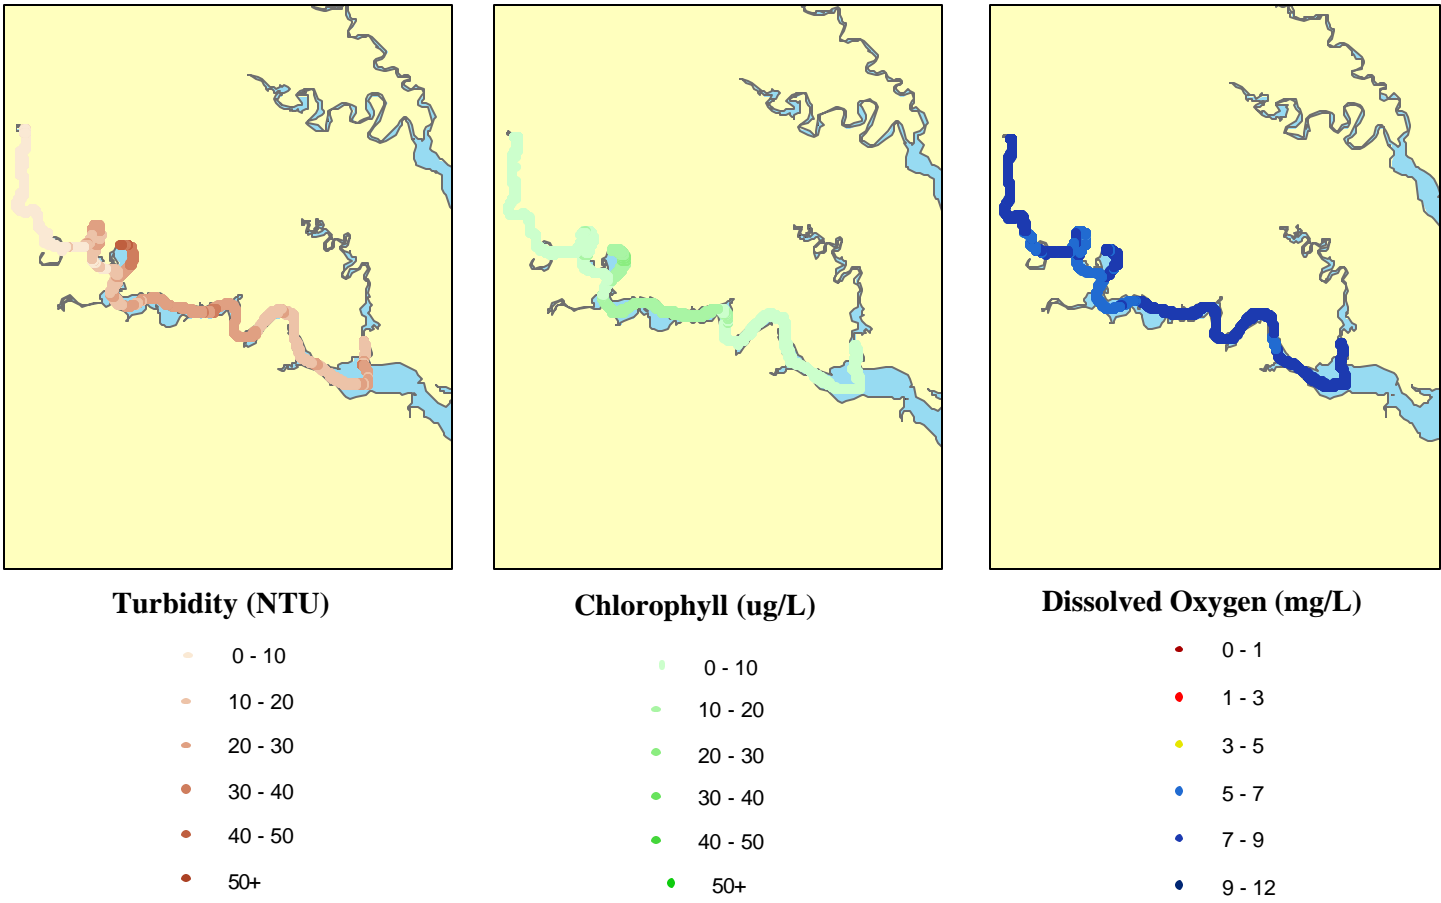 Turbidity (NTU)
0 - 10
10 - 20
20 - 30
30 - 40
40 - 50
50+
Chlorophyll (ug/L)
0 - 10
10 - 20
20 - 30
30 - 40
40 - 50
50+
Dissolved Oxygen (mg/L)
0 - 1
1 - 3
3 - 5
5 - 7
7 - 9
9 - 12